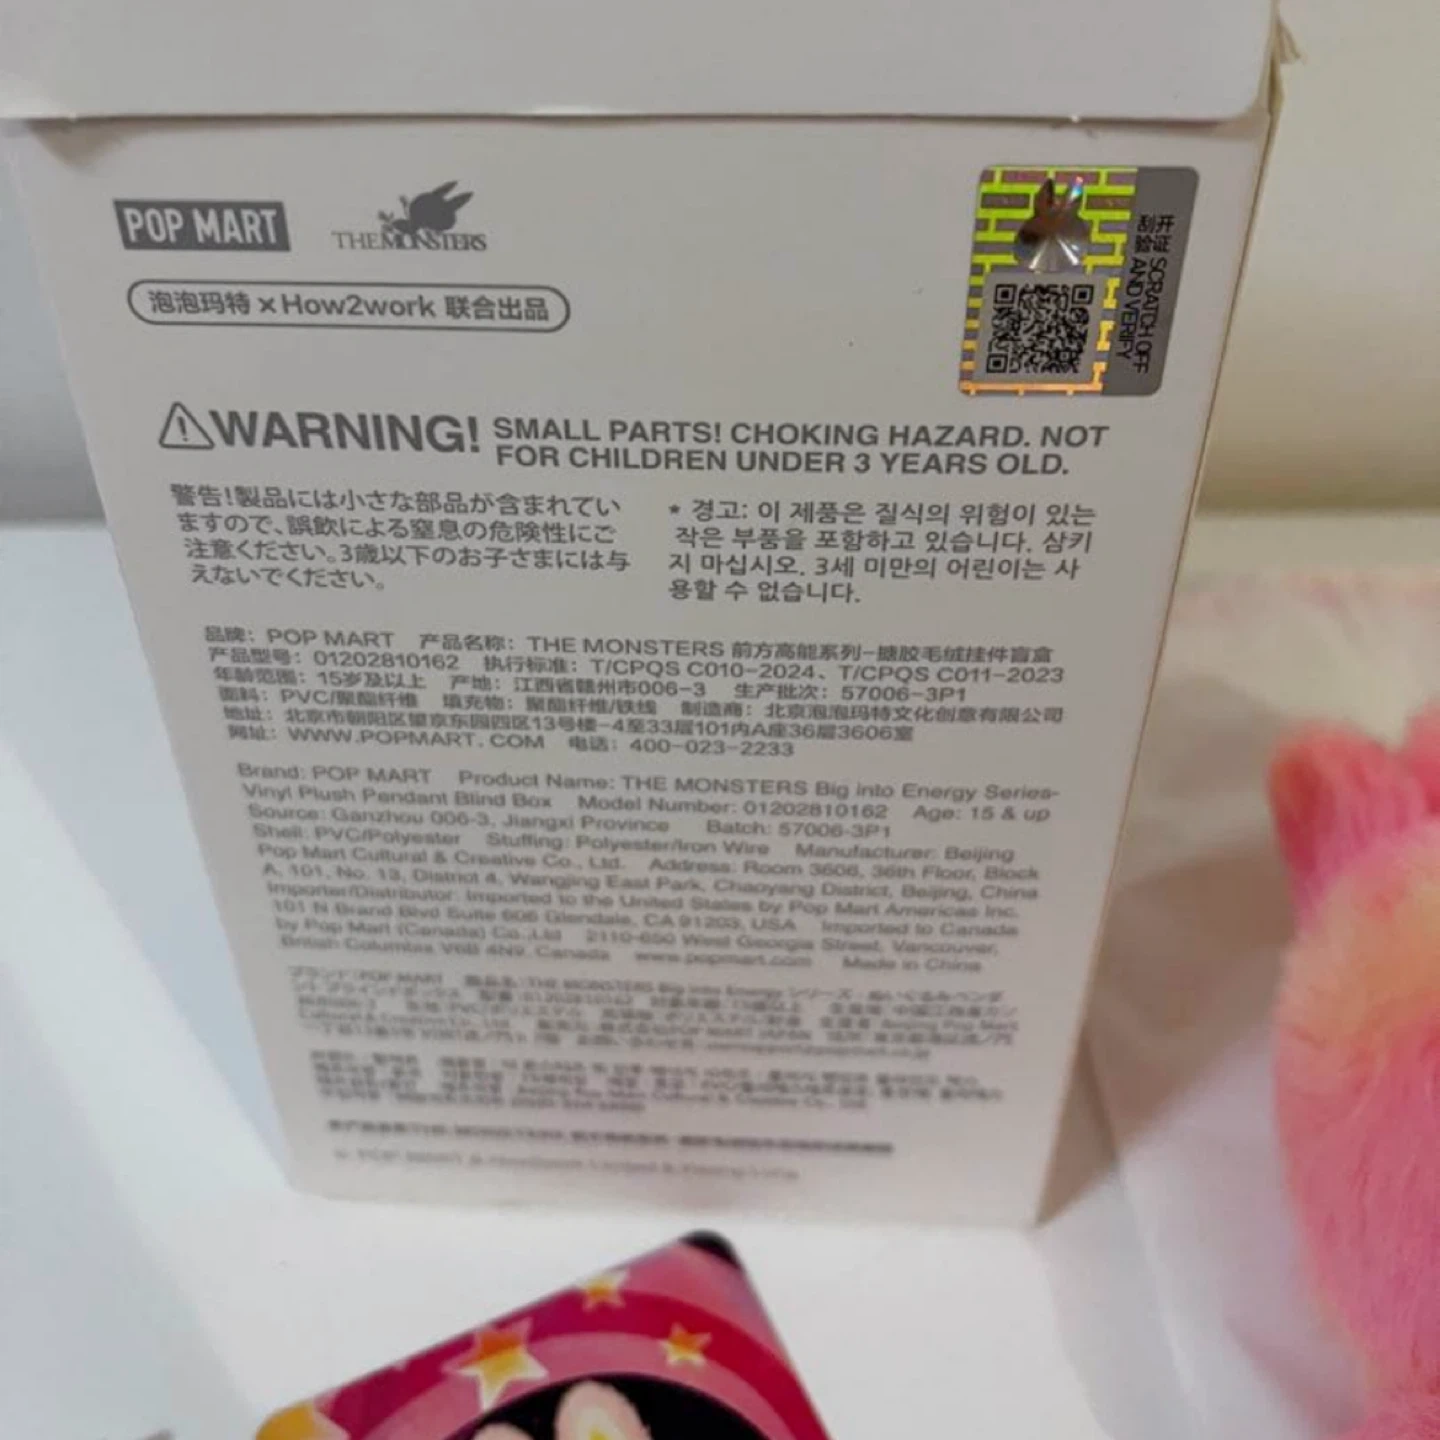 POP MART
THE MONSTERS
泡泡玛特 × How2work 联合出品
开盒刮验 SCRATCH OFF
AND VERIFY
WARNING! SMALL PARTS! CHOKING HAZARD. NOT
FOR CHILDREN UNDER 3 YEARS OLD.
警告!製品には小さな部品が含まれてい
ますので、誤飲による窒息の危険性にご
注意ください。3歳以下のお子さまには与
えないでください。
* 경고: 이 제품은 질식의 위험이 있는
작은 부품을 포함하고 있습니다. 삼키
지 마십시오. 3세 미만의 어린이는 사
용할 수 없습니다.
品牌：POP MART 产品名称：THE MONSTERS 前方高能系列-搪胶毛绒挂件盲盒
产品型号：01202810162 执行标准：T/CPQS C010-2024、T/CPQS C011-2023
年龄范围：15岁及以上 产地：江西省赣州市006-3 生产批次：57006-3P1
面料：PVC/聚酯纤维 填充物：聚酯纤维/铁线 制造商：北京泡泡玛特文化创意有限公司
地址：北京市朝阳区望京东园四区13号楼-4至33层101内A座36层3606室
网址：WWW.POPMART.COM 电话：400-023-2233
Brand: POP MART Product Name: THE MONSTERS Big into Energy Series-
Vinyl Plush Pendant Blind Box Model Number: 01202810162 Age: 15 & up
Source: Ganzhou 006-3, Jiangxi Province Batch: 57006-3P1
Shell: PVC/Polyester Stuffing: Polyester/Iron Wire Manufacturer: Beijing
Pop Mart Cultural & Creative Co., Ltd. Address: Room 3606, 36th Floor, Block
A, 101, No. 13, District 4, Wangjing East Park, Chaoyang District, Beijing, China
Importer/Distributor: Imported to the United States by Pop Mart Americas Inc.
101 N Brand Blvd Suite 606 Glendale, CA 91203, USA Imported to Canada
by Pop Mart (Canada) Co.,Ltd 2110-650 West Georgia Street, Vancouver,
British Columbia V6B 4N9, Canada www.popmart.com Made in China